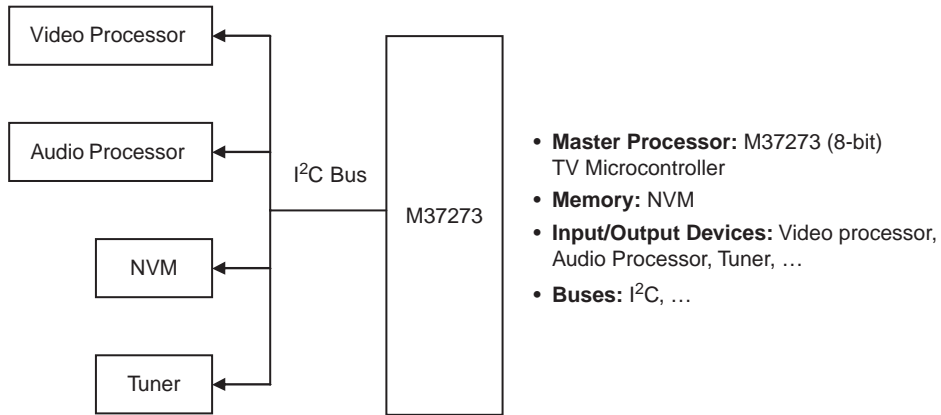 Video Processor
Audio Processor
NVM
Tuner
I²C Bus
M37273
• Master Processor: M37273 (8-bit)
TV Microcontroller
• Memory: NVM
• Input/Output Devices: Video processor,
Audio Processor, Tuner, …
• Buses: I²C, …